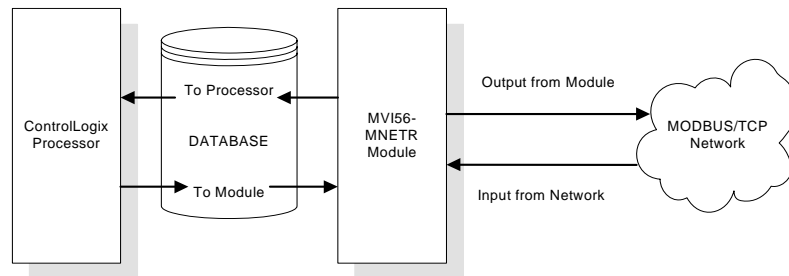 ControlLogix
Processor
To Processor
DATABASE
To Module
MVI56-
MNETR
Module
Output from Module
Input from Network
MODBUS/TCP
Network